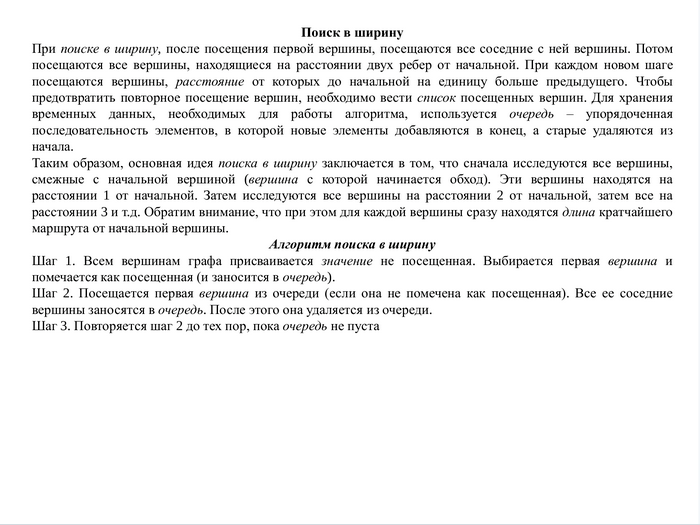 Поиск в ширину
При поиске в ширину, после посещения первой вершины, посещаются все соседние с ней вершины. Потом
посещаются все вершины, находящиеся на расстоянии двух ребер от начальной. При каждом новом шаге
посещаются вершины, расстояние от которых до начальной на единицу больше предыдущего. Чтобы
предотвратить повторное посещение вершин, необходимо вести список посещенных вершин. Для хранения
временных данных, необходимых для работы алгоритма, используется очередь – упорядоченная
последовательность элементов, в которой новые элементы добавляются в конец, а старые удаляются из
начала.
Таким образом, основная идея поиска в ширину заключается в том, что сначала исследуются все вершины,
смежные с начальной вершиной (вершина с которой начинается обход). Эти вершины находятся на
расстоянии 1 от начальной. Затем исследуются все вершины на расстоянии 2 от начальной, затем все на
расстоянии 3 и т.д. Обратим внимание, что при этом для каждой вершины сразу находятся длина кратчайшего
маршрута от начальной вершины.
Алгоритм поиска в ширину
Шаг 1. Всем вершинам графа присваивается значение не посещенная. Выбирается первая вершина и
помечается как посещенная (и заносится в очередь).
Шаг 2. Посещается первая вершина из очереди (если она не помечена как посещенная). Все ее соседние
вершины заносятся в очередь. После этого она удаляется из очереди.
Шаг 3. Повторяется шаг 2 до тех пор, пока очередь не пуста